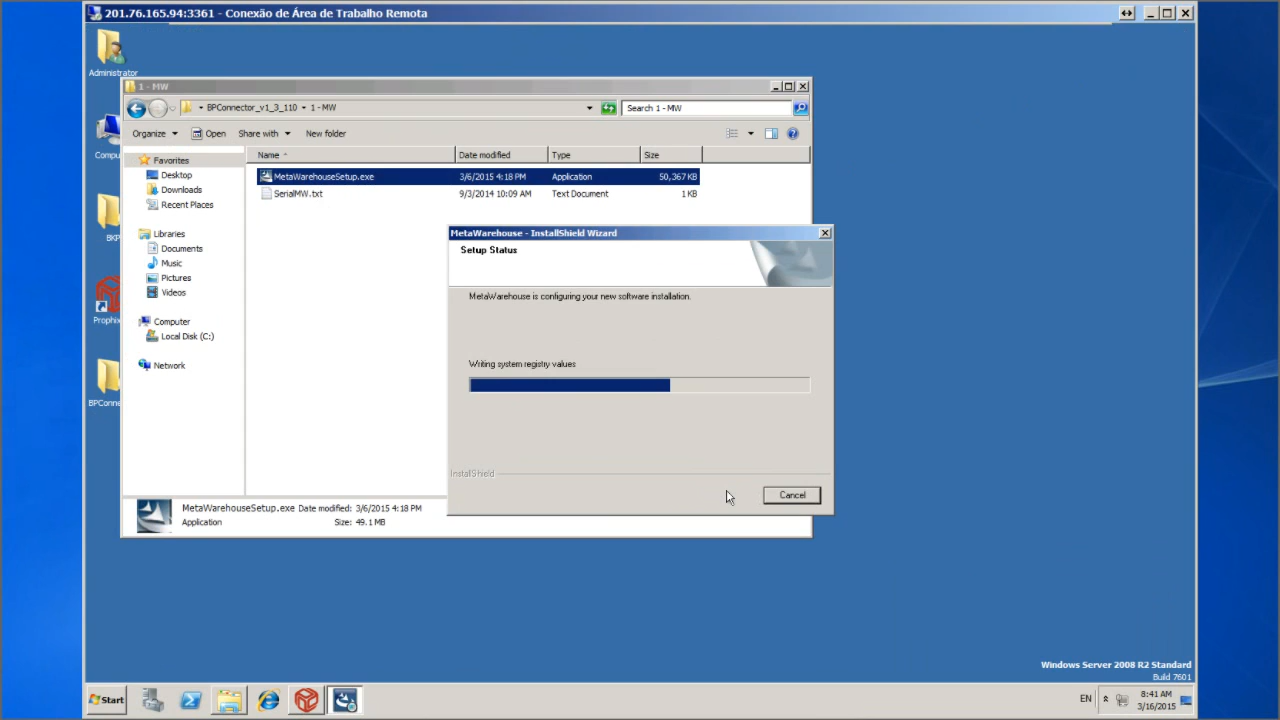 201.76.165.94:3361 - Conexão de Área de Trabalho Remota
Administrator
1 - MW
BPConnector_v1_3_110
1 - MW
Search 1 - MW
Organize
Open
Share with
New folder
Name
Date modified
Type
Size
Favorites
Desktop
Downloads
Recent Places
Libraries
Documents
Music
Pictures
Videos
Computer
Local Disk (C:)
Network
MetaWarehouseSetup.exe
3/6/2015 4:18 PM
Application
50,367 KB
SerialMW.txt
9/3/2014 10:09 AM
Text Document
1 KB
Compu
BKP
Prophix
BPConne
MetaWarehouse - InstallShield Wizard
Setup Status
MetaWarehouse is configuring your new software installation.
Writing system registry values
InstallShield
Cancel
MetaWarehouseSetup.exe Date modified: 3/6/2015 4:18 PM
Application Size: 49.1 MB
Windows Server 2008 R2 Standard
Build 7601
Start
EN
8:41 AM
3/16/2015